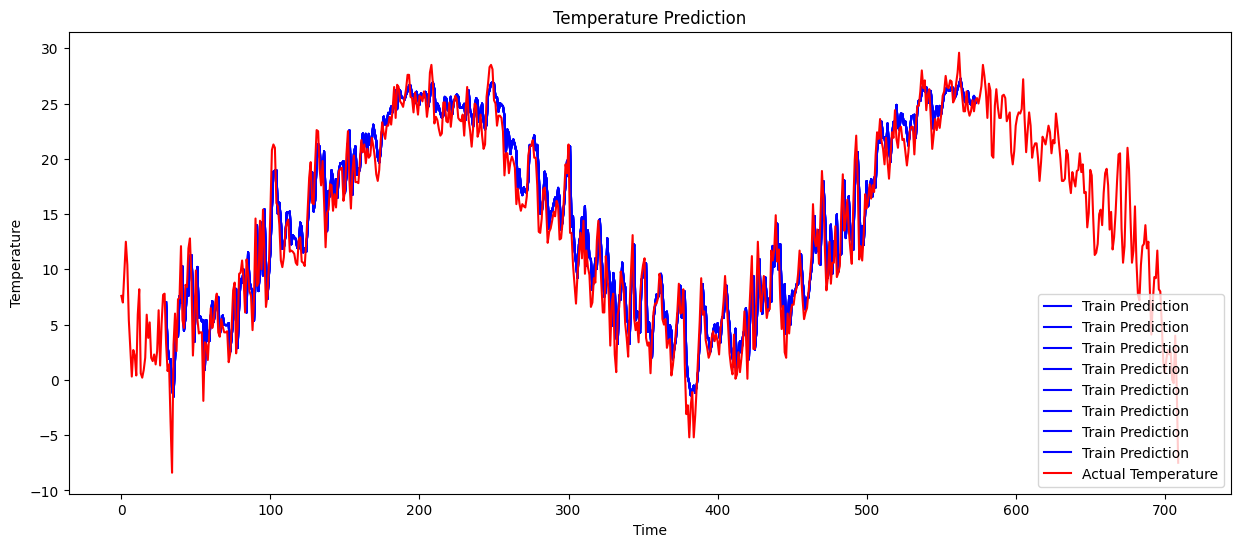 Temperature Prediction
Temperature
30
25
20
15
10
5
0
−5
−10
0 100 200 300 400 500 600 700
Time
Train Prediction
Train Prediction
Train Prediction
Train Prediction
Train Prediction
Train Prediction
Train Prediction
Train Prediction
Actual Temperature